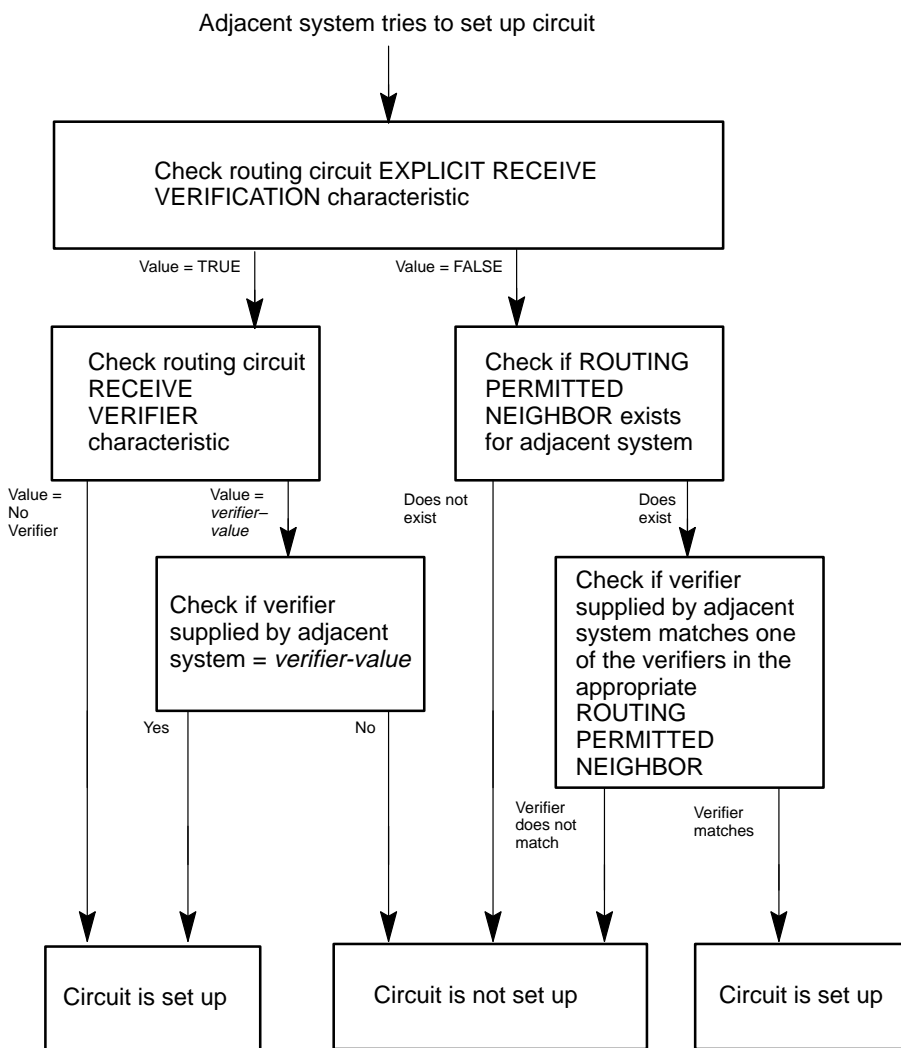 Adjacent system tries to set up circuit
Check routing circuit EXPLICIT RECEIVE
VERIFICATION characteristic
Value = TRUE
Value = FALSE
Check routing circuit
RECEIVE
VERIFIER
characteristic
Check if ROUTING
PERMITTED
NEIGHBOR exists
for adjacent system
Value =
No
Verifier
Value =
verifier–
value
Does not
exist
Does
exist
Check if verifier
supplied by adjacent
system = verifier-value
Check if verifier
supplied by adjacent
system matches one
of the verifiers in the
appropriate
ROUTING
PERMITTED
NEIGHBOR
Yes
No
Verifier
does not
match
Verifier
matches
Circuit is set up
Circuit is not set up
Circuit is set up